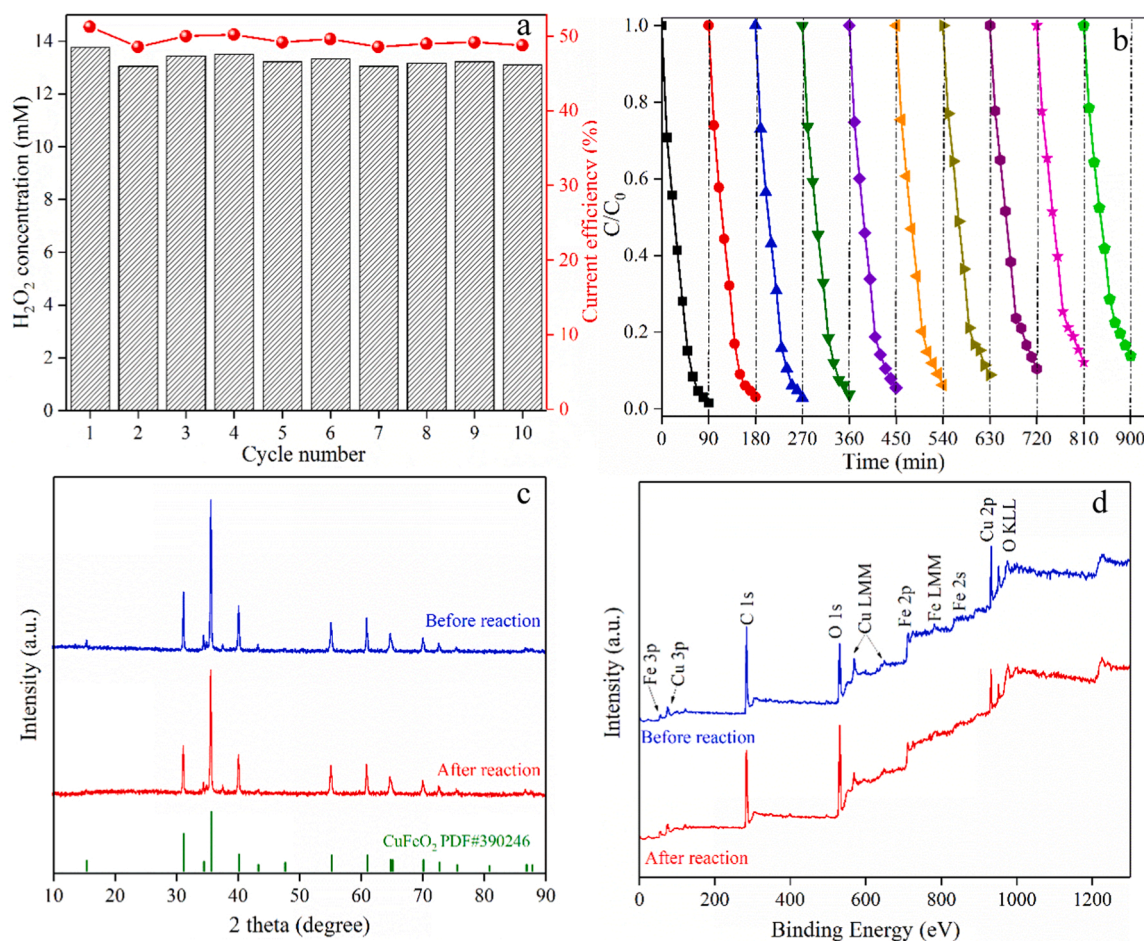 a
H₂O₂ concentration (mM)
14
12
10
8
6
4
2
0
50
40
30
20
10
0
Current efficiency (%)
1 2 3 4 5 6 7 8 9 10
Cycle number
b
C/C₀
1.0
0.8
0.6
0.4
0.2
0.0
0 90 180 270 360 450 540 630 720 810 900
Time (min)
c
Intensity (a.u.)
Before reaction
After reaction
CuFeO₂ PDF#390246
10 20 30 40 50 60 70 80 90
2 theta (degree)
d
Intensity (a.u.)
Fe 3p
Cu 3p
C 1s
O 1s
Cu LMM
Fe 2p
Fe LMM
Fe 2s
Cu 2p
O KLL
Before reaction
After reaction
0 200 400 600 800 1000 1200
Binding Energy (eV)